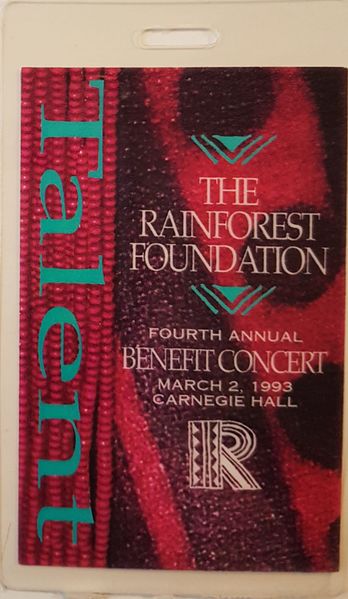 Talent
THE
RAINFOREST
FOUNDATION
FOURTH ANNUAL
BENEFIT CONCERT
MARCH 2, 1993
CARNEGIE HALL
R